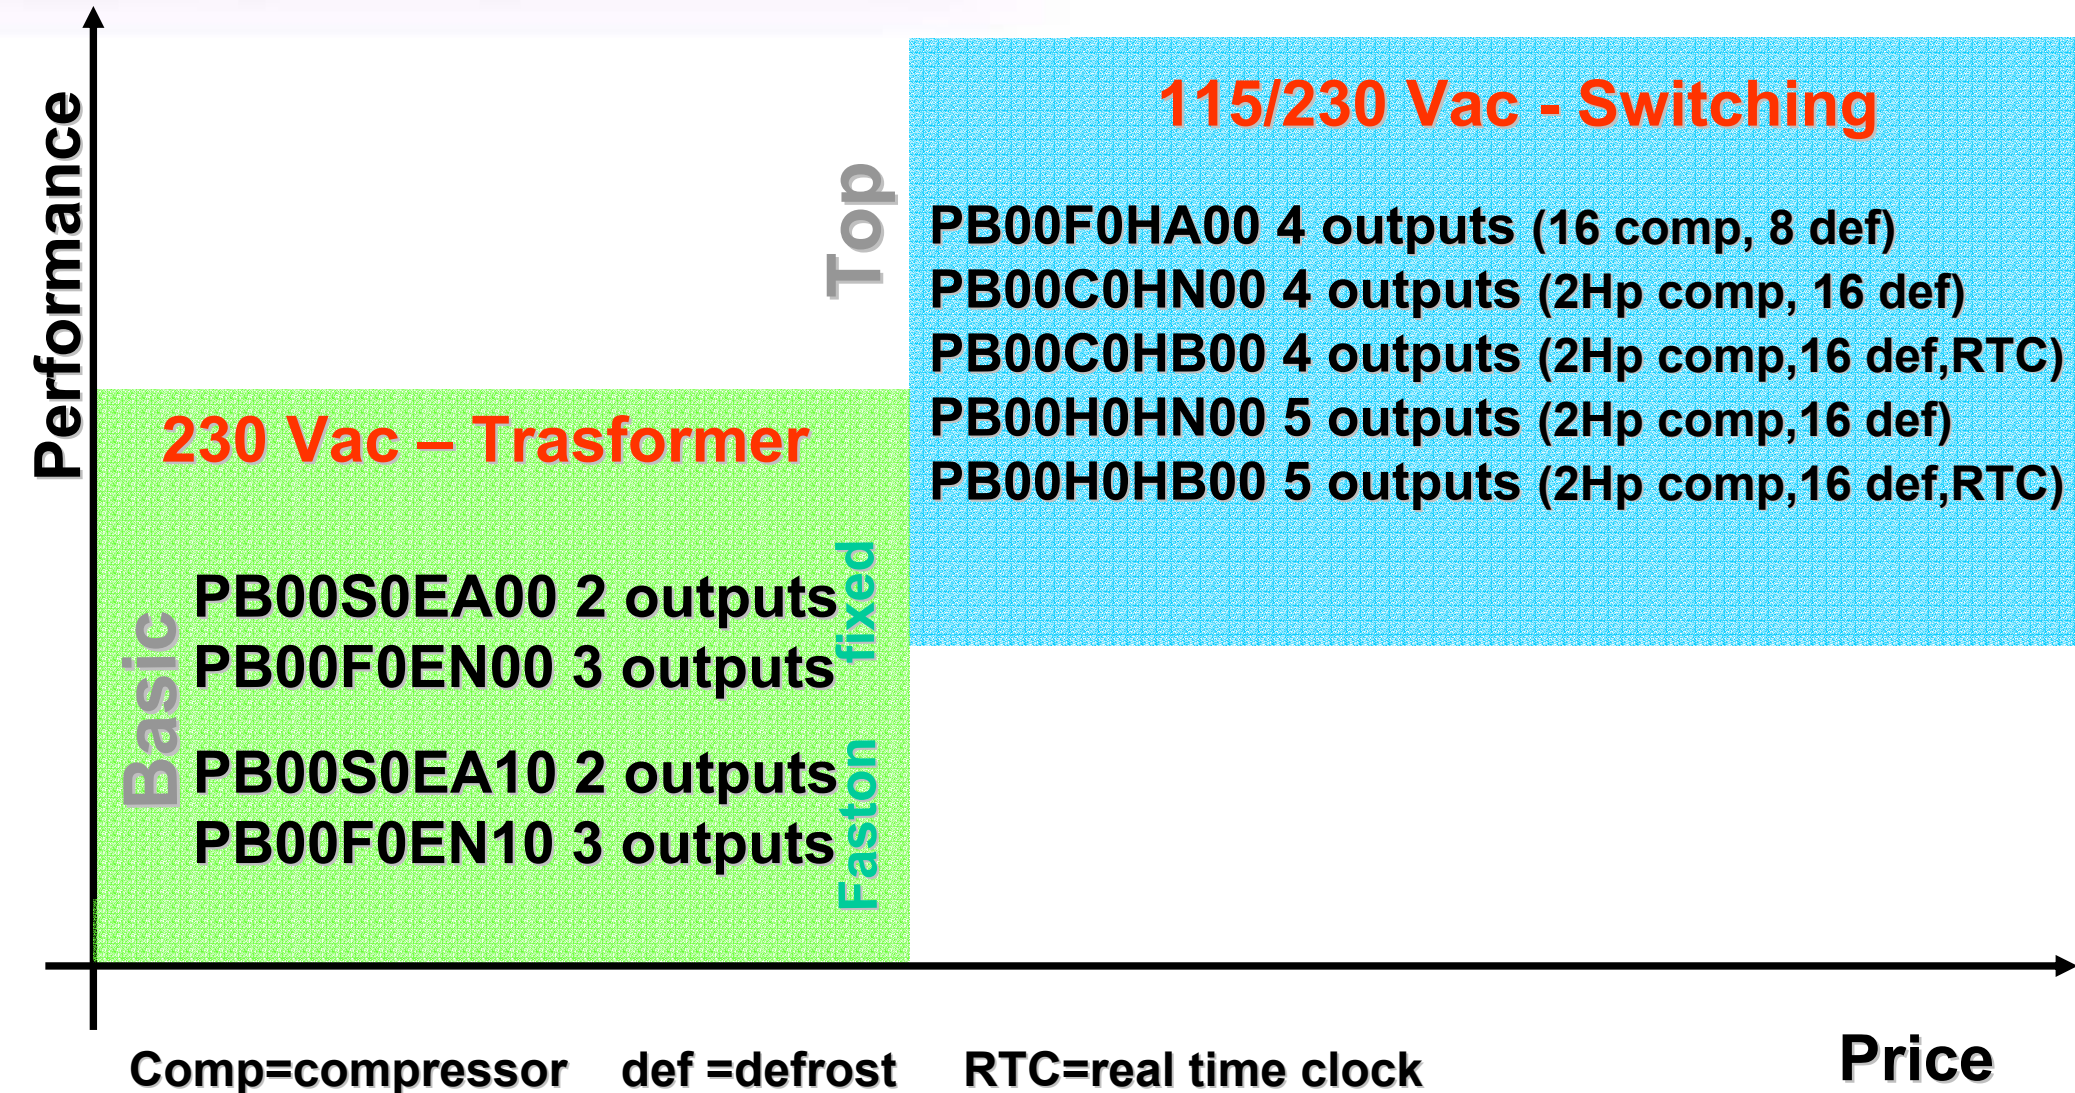 Performance
115/230 Vac - Switching
Top
PB00F0HA00 4 outputs (16 comp, 8 def)
PB00C0HN00 4 outputs (2Hp comp, 16 def)
PB00C0HB00 4 outputs (2Hp comp,16 def,RTC)
PB00H0HN00 5 outputs (2Hp comp,16 def)
PB00H0HB00 5 outputs (2Hp comp,16 def,RTC)
230 Vac – Trasformer
Basic
PB00S0EA00 2 outputs
PB00F0EN00 3 outputs
fixed
PB00S0EA10 2 outputs
PB00F0EN10 3 outputs
Faston
Price
Comp=compressor def =defrost RTC=real time clock